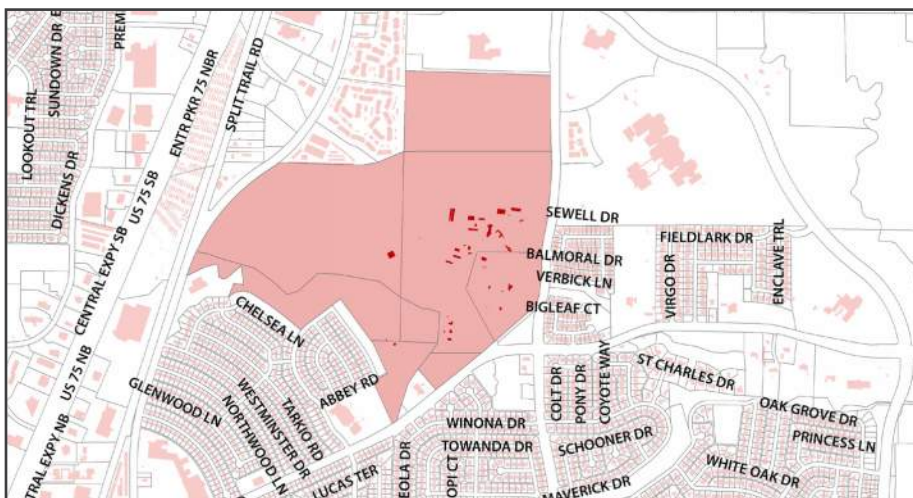 SUNDOWN DR
E
PREM
LOOKOUT TRL
ENTR PKR 75 NBR
SPLIT TRAIL RD
DICKENS DR
US 75 SB
CENTRAL EXPY SB
SEWELL DR
FIELDLARK DR
BALMORAL DR
VERBICK LN
VIRGO DR
ENCLAVE TRL
BIGLEAF CT
CHELSEA LN
US 75 NB
ST CHARLES DR
COLT DR
PONY DR
COYOTE WAY
ABBEY RD
GLENWOOD LN
WESTMINSTER DR
TARKIO RD
NORTHWOOD LN
OAK GROVE DR
WINONA DR
PRINCESS LN
TOWANDA DR
SCHOONER DR
TRAL EXPY NB
LUCAS TER
EOLA DR
OPI CT
WHITE OAK DR
MAVERICK DR